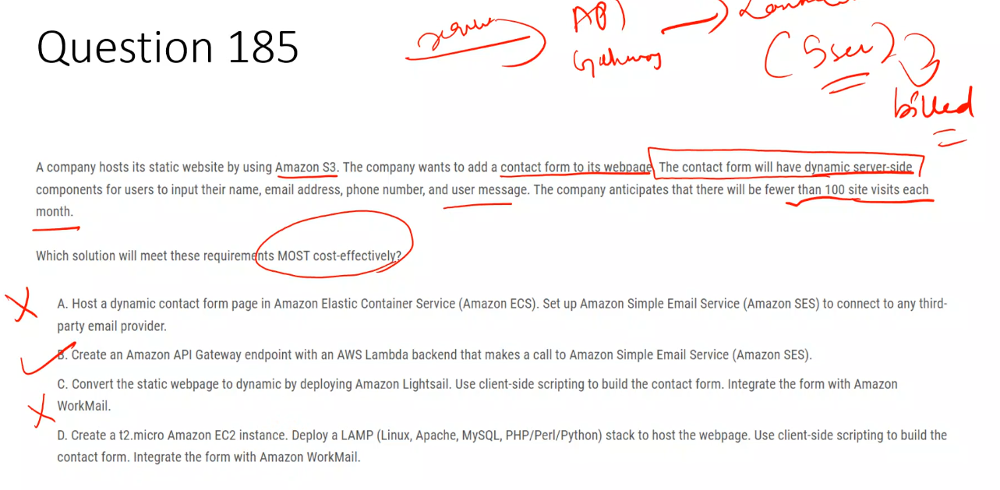 Question 185
server
API
Gateway
(5 sec)
billed
A company hosts its static website by using Amazon S3. The company wants to add a contact form to its webpage. The contact form will have dynamic server-side
components for users to input their name, email address, phone number, and user message. The company anticipates that there will be fewer than 100 site visits each
month.
Which solution will meet these requirements MOST cost-effectively?
A. Host a dynamic contact form page in Amazon Elastic Container Service (Amazon ECS). Set up Amazon Simple Email Service (Amazon SES) to connect to any third-
party email provider.
B. Create an Amazon API Gateway endpoint with an AWS Lambda backend that makes a call to Amazon Simple Email Service (Amazon SES).
C. Convert the static webpage to dynamic by deploying Amazon Lightsail. Use client-side scripting to build the contact form. Integrate the form with Amazon
WorkMail.
D. Create a t2.micro Amazon EC2 instance. Deploy a LAMP (Linux, Apache, MySQL, PHP/Perl/Python) stack to host the webpage. Use client-side scripting to build the
contact form. Integrate the form with Amazon WorkMail.